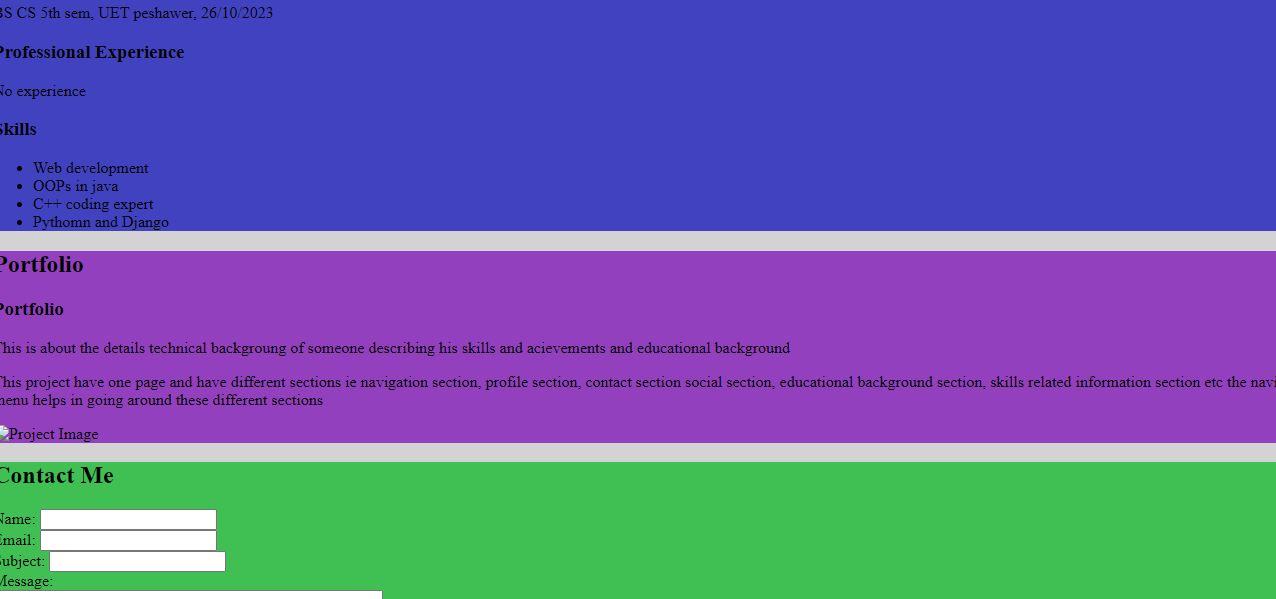 BS CS 5th sem, UET peshawer, 26/10/2023
Professional Experience
No experience
Skills
• Web development
• OOPs in java
• C++ coding expert
• Pythomn and Django
Portfolio
Portfolio
This is about the details technical backgroung of someone describing his skills and acievements and educational background
This project have one page and have different sections ie navigation section, profile section, contact section social section, educational background section, skills related information section etc the navi
menu helps in going around these different sections
Project Image
Contact Me
Name:
Email:
Subject:
Message: